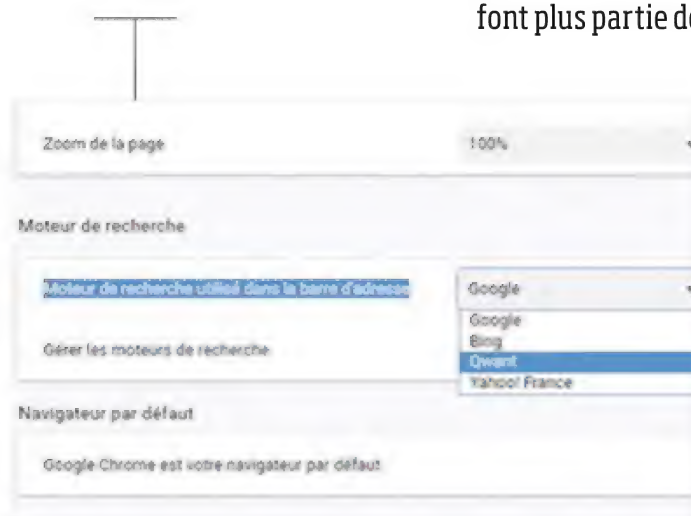 font plus partie de
Zoom de la page 100%
Moteur de recherche
Moteur de recherche utilisé dans la barre d'adresse Google
Google
Bing
Gérer les moteurs de recherche
Qwant
Yahoo! France
Navigateur par défaut
Google Chrome est votre navigateur par défaut